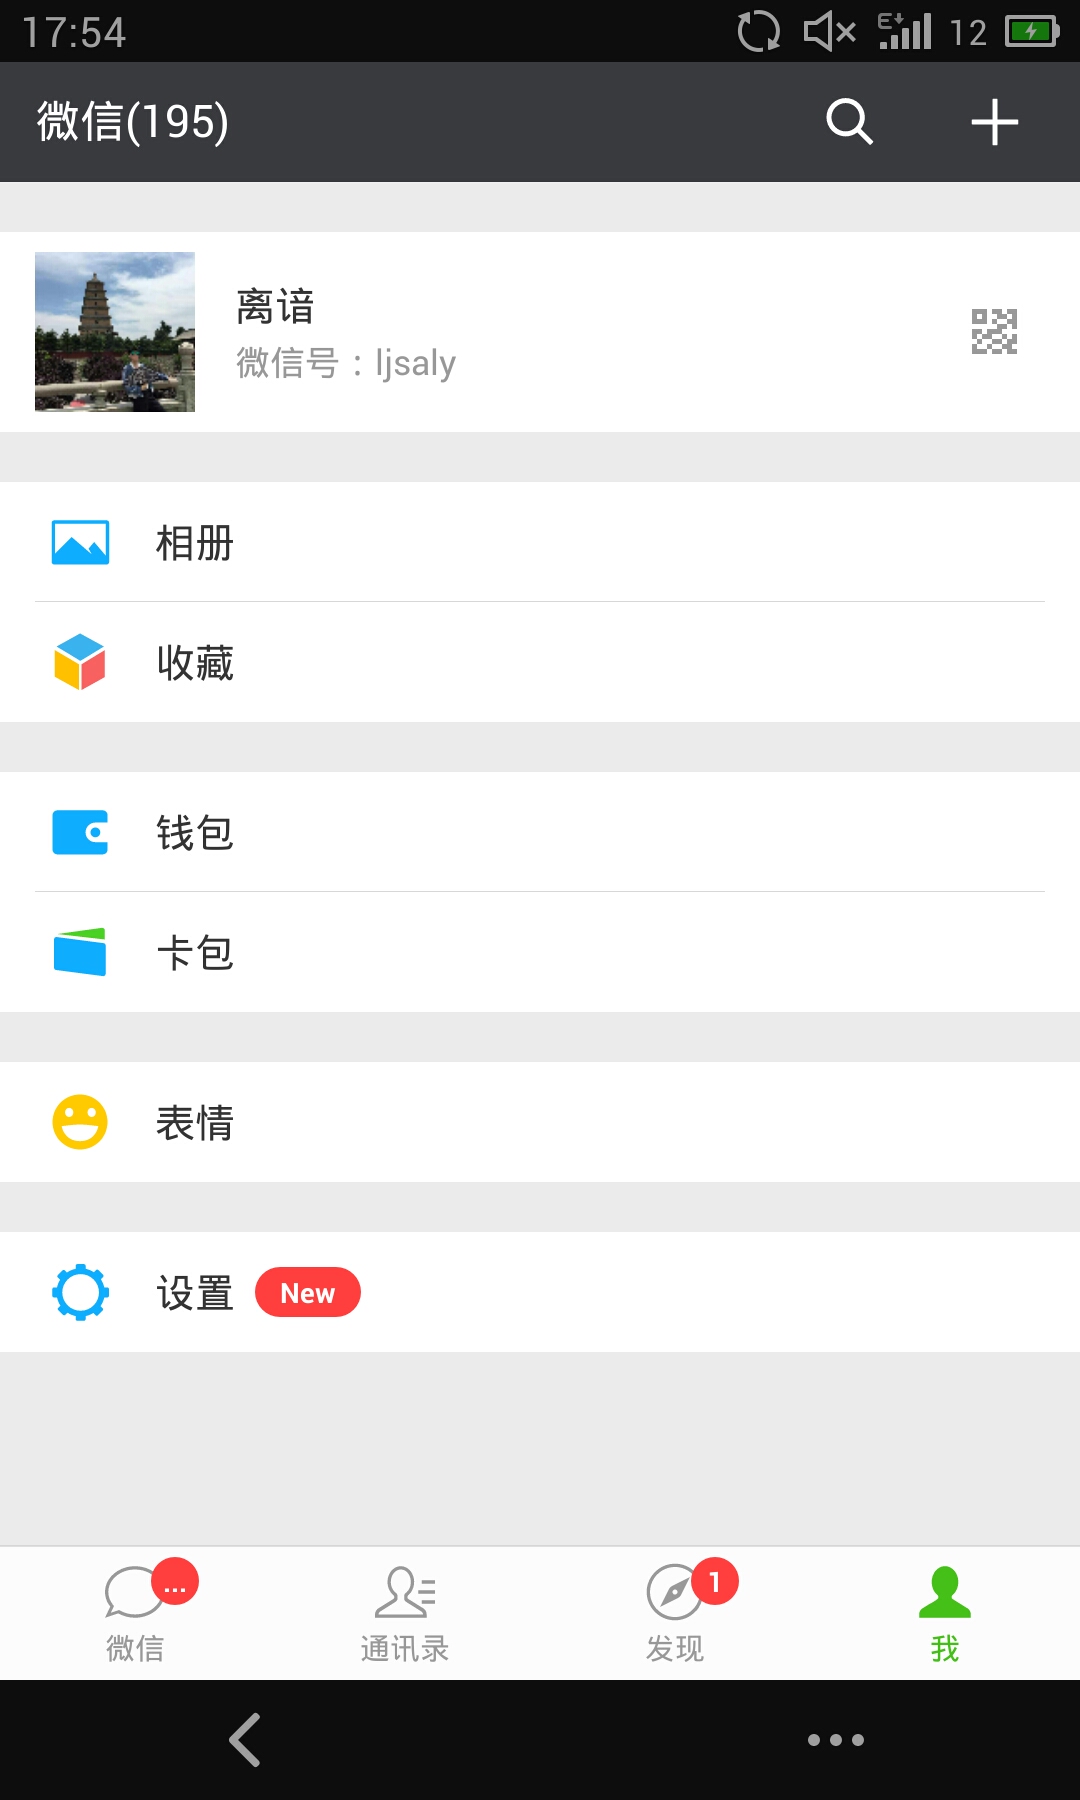 17:54
12
微信(195)
离谙
微信号：ljsaly
相册
收藏
钱包
卡包
表情
设置 New
... 1
微信 通讯录 发现 我